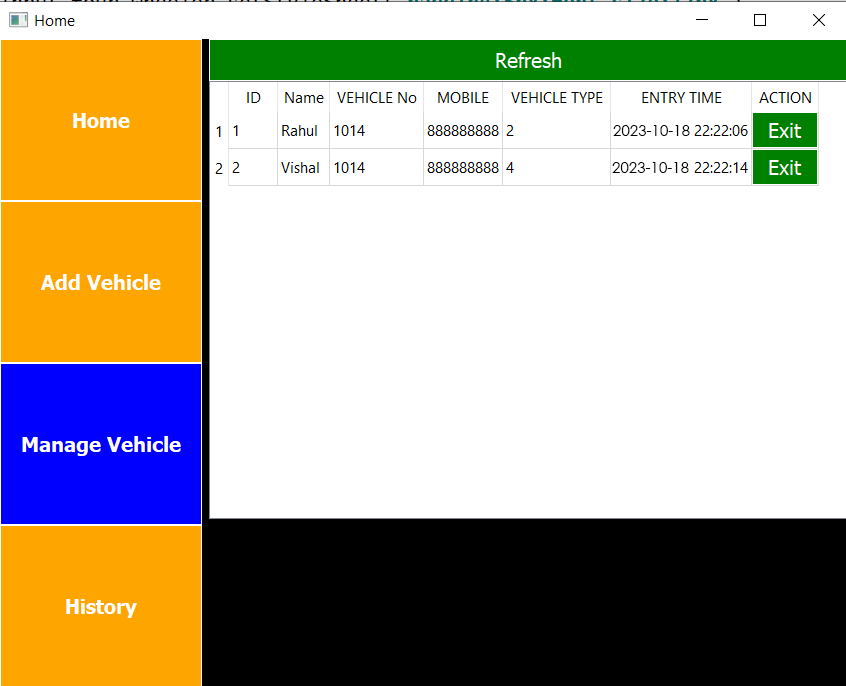 Home
Home
Add Vehicle
Manage Vehicle
History
Refresh
ID Name VEHICLE No MOBILE VEHICLE TYPE ENTRY TIME ACTION
1 1 Rahul 1014 888888888 2 2023-10-18 22:22:06 Exit
2 2 Vishal 1014 888888888 4 2023-10-18 22:22:14 Exit